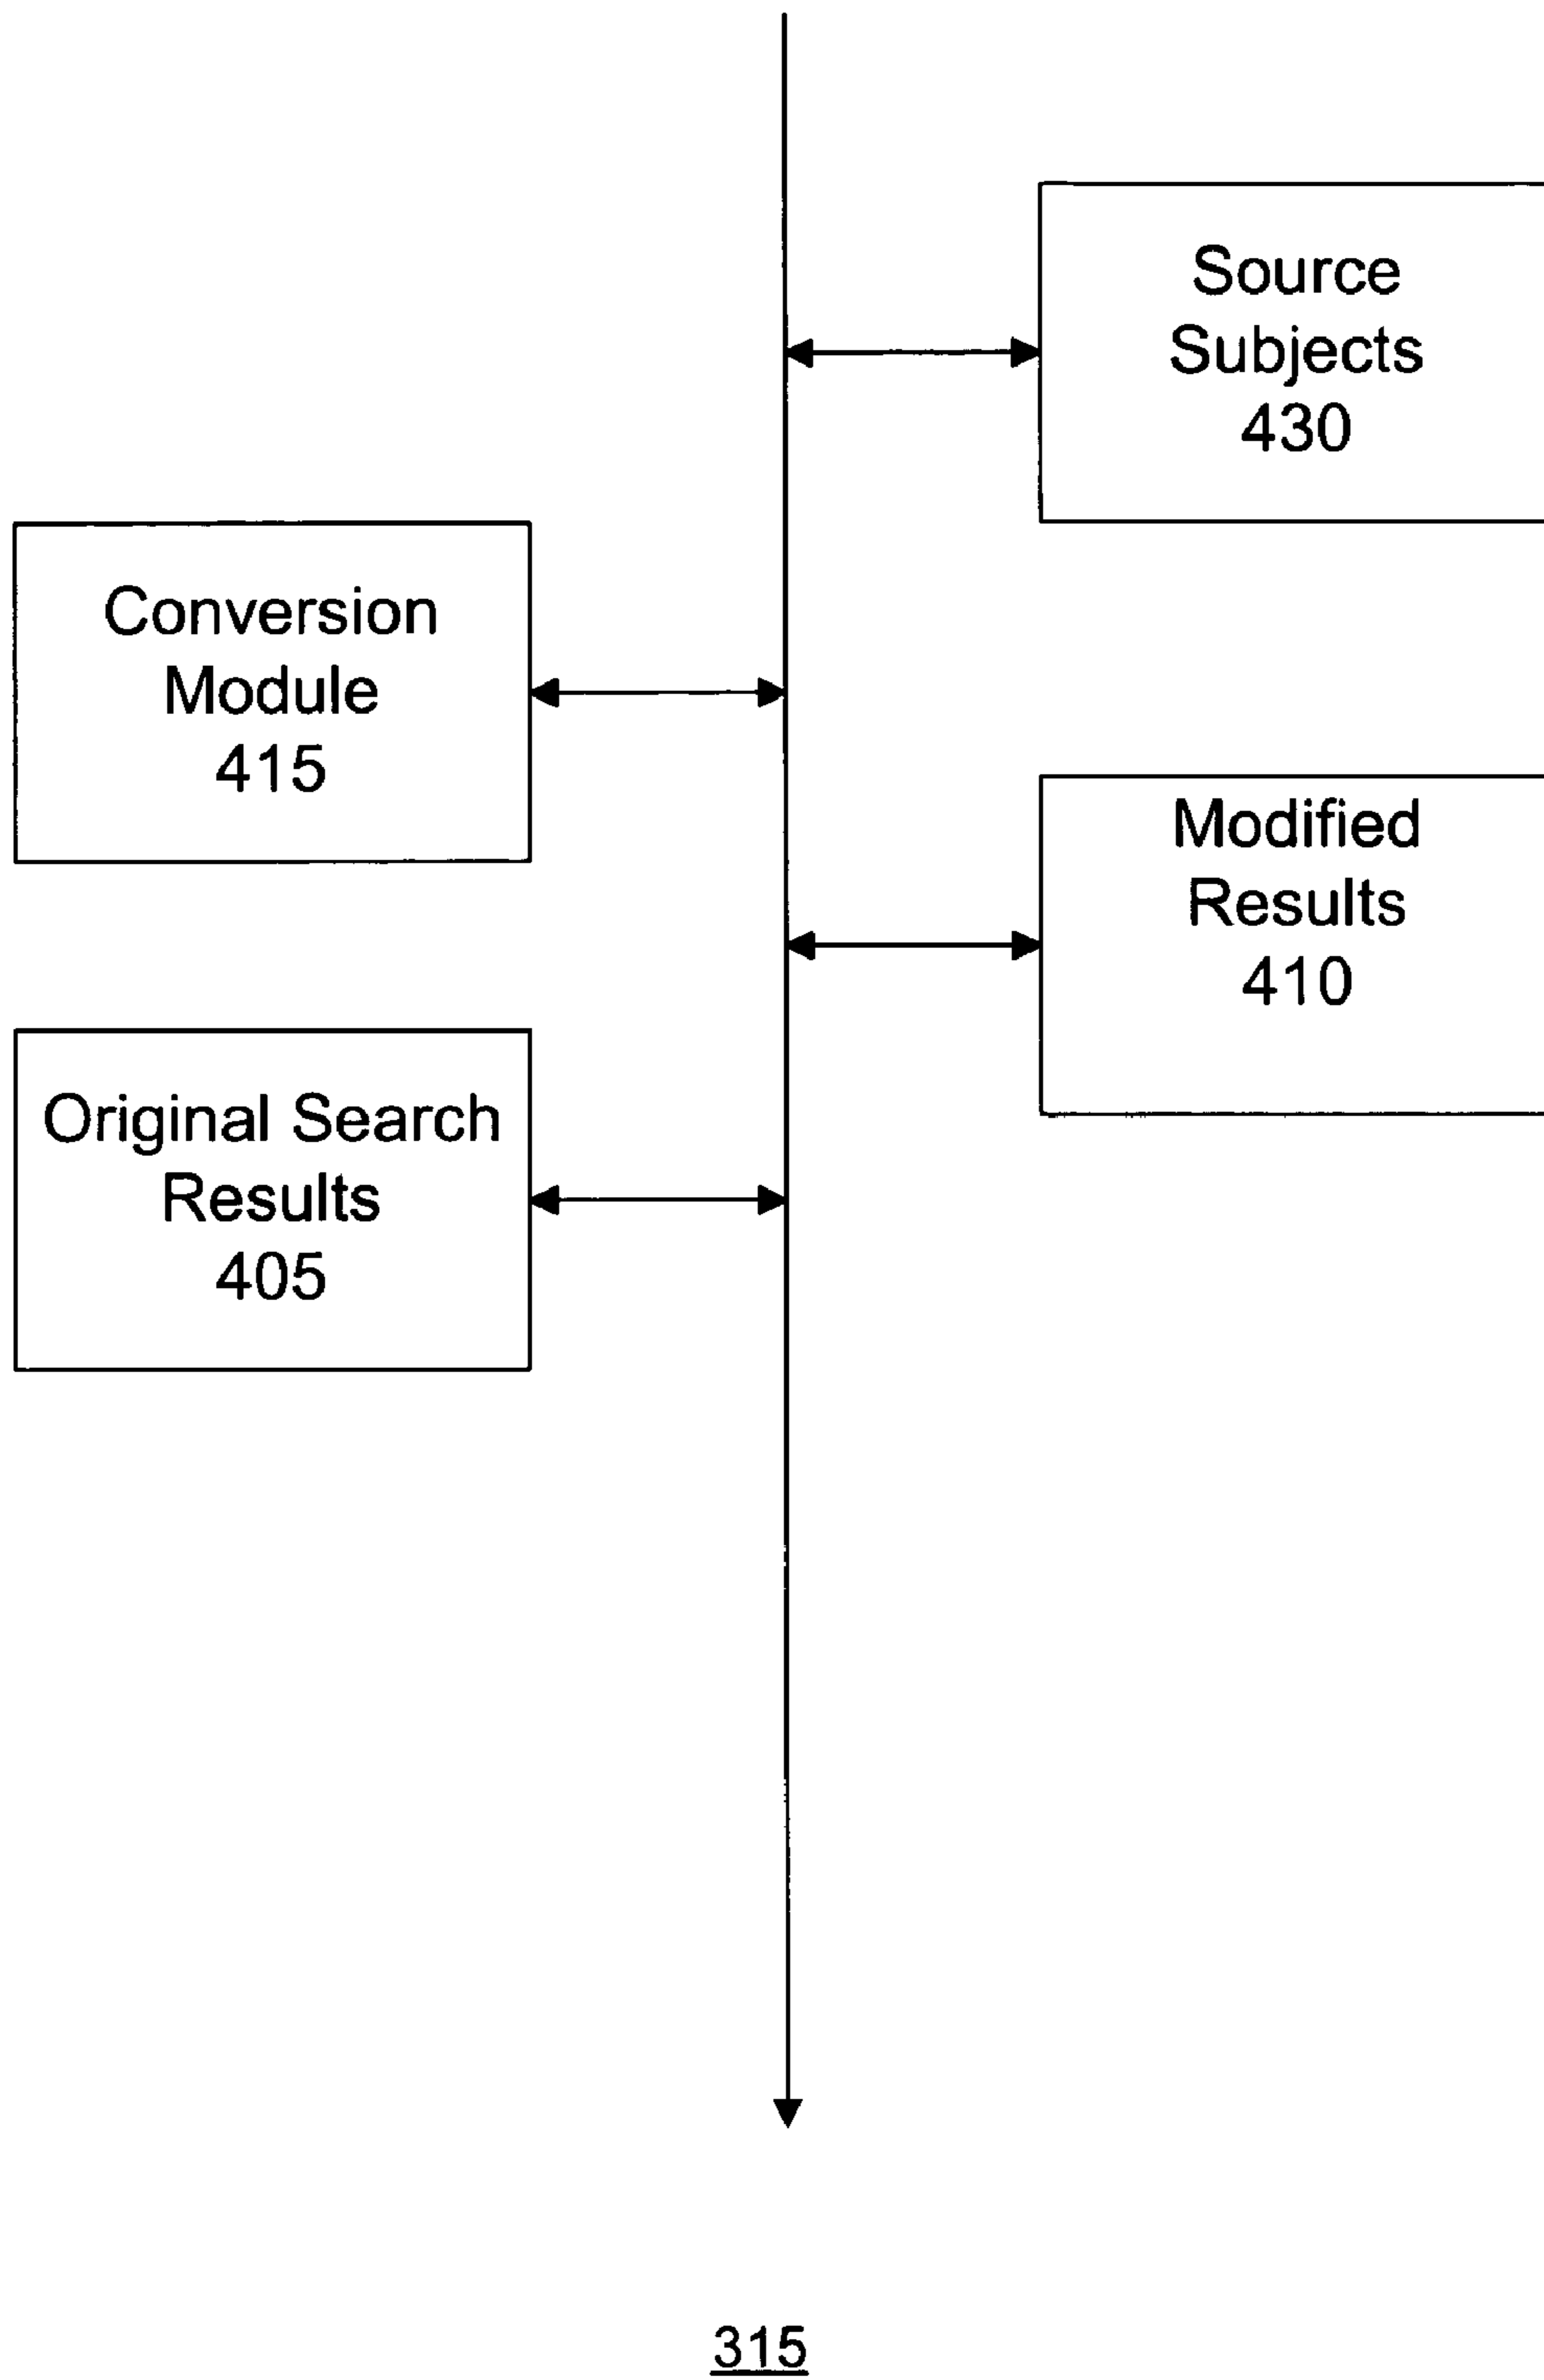 Source
Subjects
430
Conversion
Module
415
Modified
Results
410
Original Search
Results
405
315